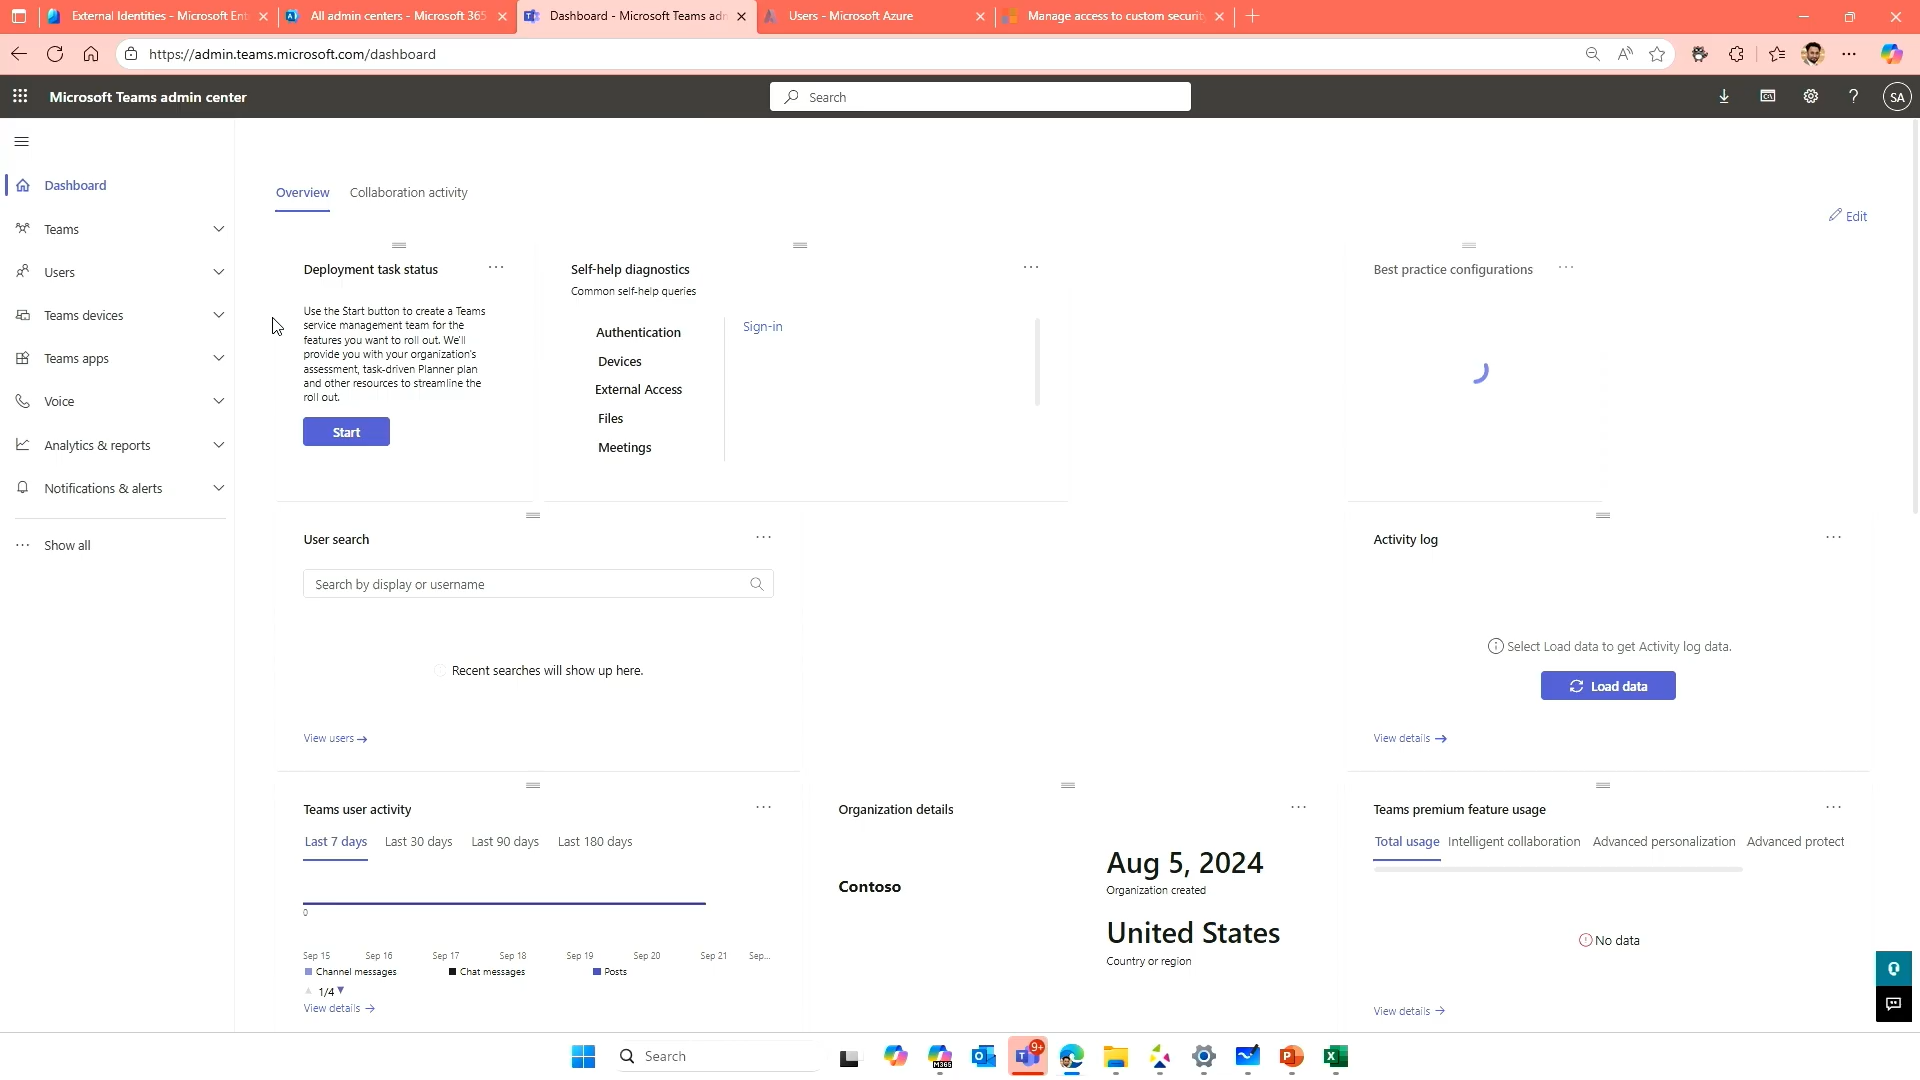 External Identities - Microsoft Ent
All admin centers - Microsoft 365
Dashboard - Microsoft Teams adm
Users - Microsoft Azure
Manage access to custom security
https://admin.teams.microsoft.com/dashboard
Microsoft Teams admin center
Search
SA
Dashboard
Teams
Users
Teams devices
Teams apps
Voice
Analytics & reports
Notifications & alerts
Show all
Overview
Collaboration activity
Edit
Deployment task status
Use the Start button to create a Teams
service management team for the
features you want to roll out. We'll
provide you with your organization's
assessment, task-driven Planner plan
and other resources to streamline the
roll out.
Start
Self-help diagnostics
Common self-help queries
Authentication
Devices
External Access
Files
Meetings
Sign-in
Best practice configurations
User search
Search by display or username
Recent searches will show up here.
View users
Activity log
Select Load data to get Activity log data.
Load data
View details
Teams user activity
Last 7 days
Last 30 days
Last 90 days
Last 180 days
0
Sep 15
Sep 16
Sep 17
Sep 18
Sep 19
Sep 20
Sep 21
Sep...
Channel messages
Chat messages
Posts
1/4
View details
Organization details
Contoso
Aug 5, 2024
Organization created
United States
Country or region
Teams premium feature usage
Total usage
Intelligent collaboration
Advanced personalization
Advanced protect
No data
View details
Search
M365
9+